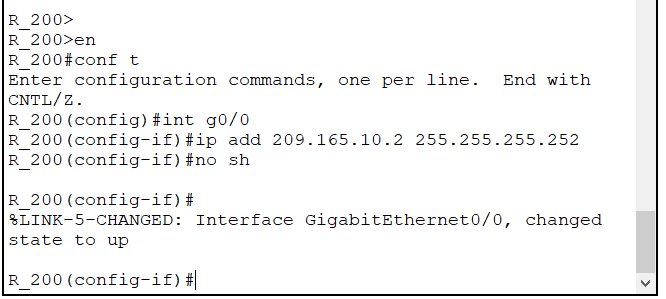 R_200>
R_200>en
R_200#conf t
Enter configuration commands, one per line.  End with
CNTL/Z.
R_200(config)#int g0/0
R_200(config-if)#ip add 209.165.10.2 255.255.255.252
R_200(config-if)#no sh
R_200(config-if)#
%LINK-5-CHANGED: Interface GigabitEthernet0/0, changed
state to up
R_200(config-if)#